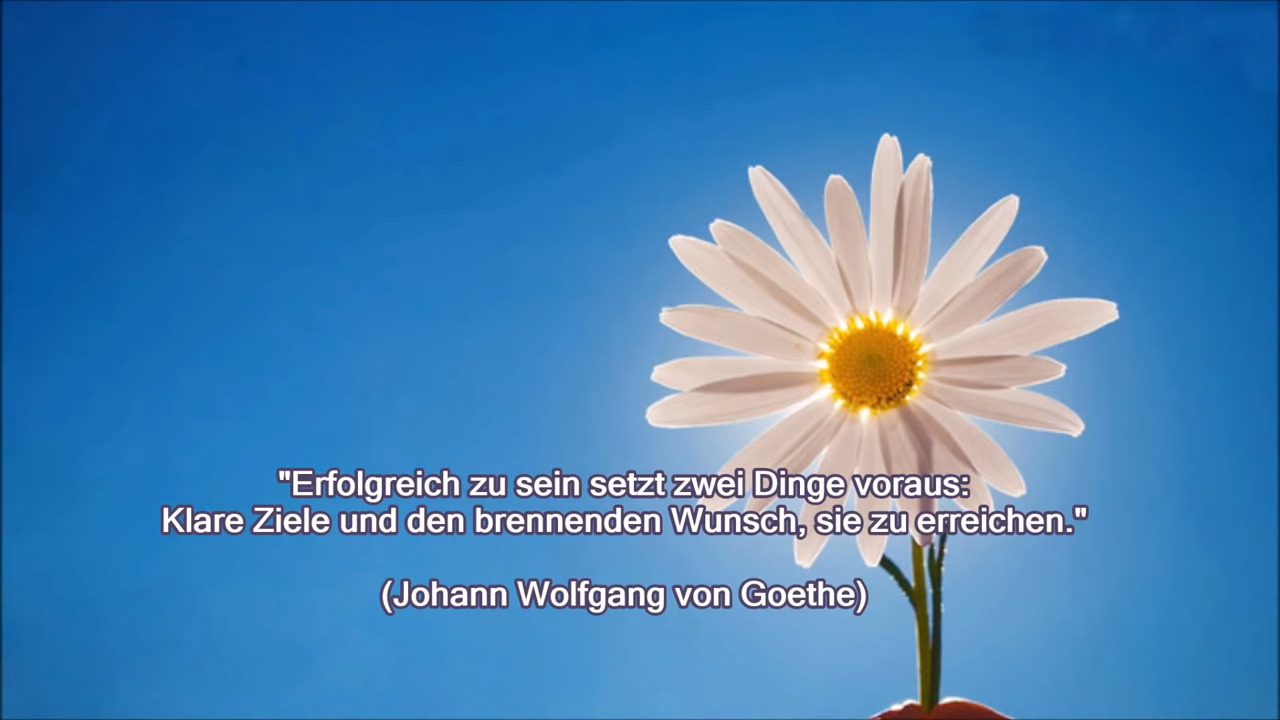 "Erfolgreich zu sein setzt zwei Dinge voraus:
Klare Ziele und den brennenden Wunsch, sie zu erreichen."
(Johann Wolfgang von Goethe)